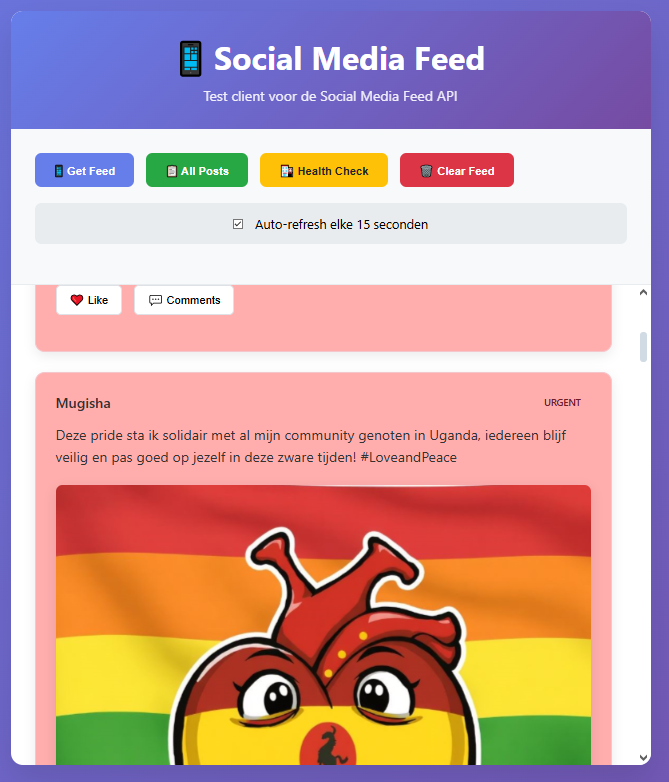 Social Media Feed
Test client voor de Social Media Feed API
Get Feed
All Posts
Health Check
Clear Feed
Auto-refresh elke 15 seconden
Like
Comments
Mugisha
URGENT
Deze pride sta ik solidair met al mijn community genoten in Uganda, iedereen blijf
veilig en pas goed op jezelf in deze zware tijden! #LoveandPeace